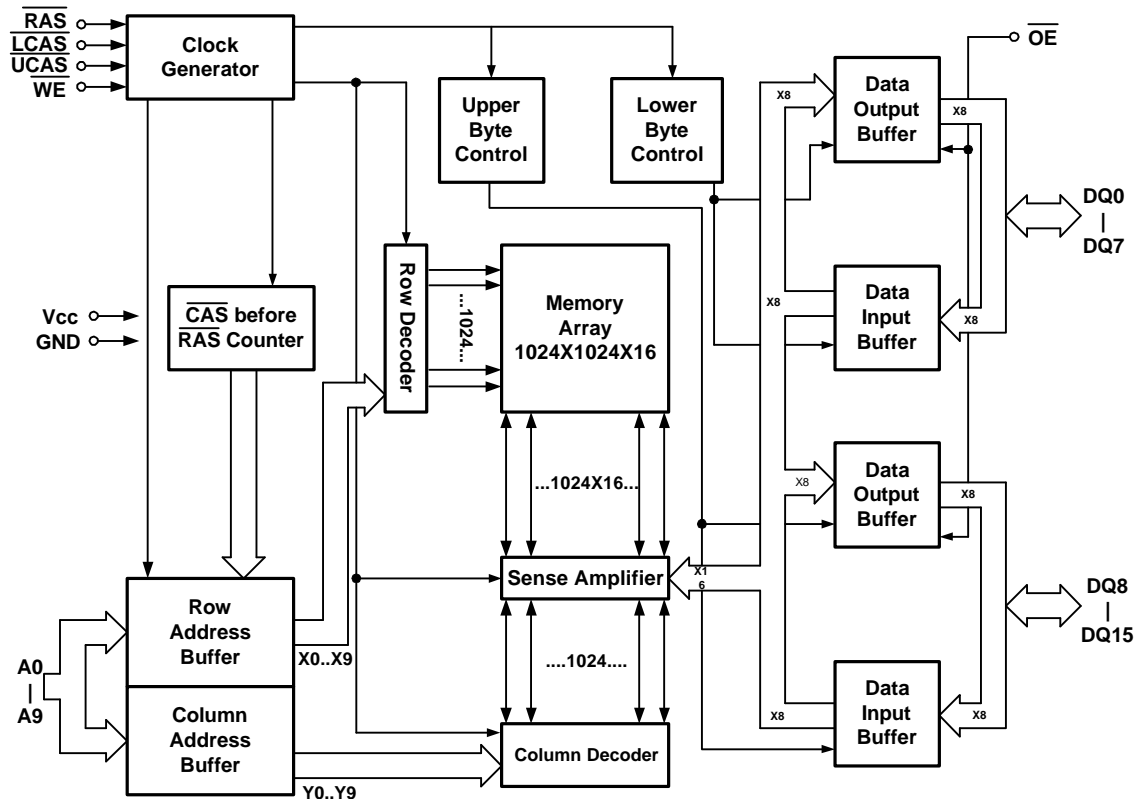 RAS
LCAS
UCAS
WE
Clock
Generator
OE
Upper
Byte
Control
Lower
Byte
Control
X8
Data
Output
Buffer
X8
DQ0
|
DQ7
Vcc
GND
CAS before
RAS Counter
Row Decoder
...1024...
Memory
Array
1024X1024X16
X8
Data
Input
Buffer
X8
...1024X16...
X8
Data
Output
Buffer
X8
Sense Amplifier
X1
6
DQ8
|
DQ15
A0
|
A9
Row
Address
Buffer
X0..X9
....1024....
Column
Address
Buffer
Y0..Y9
Column Decoder
X8
Data
Input
Buffer
X8